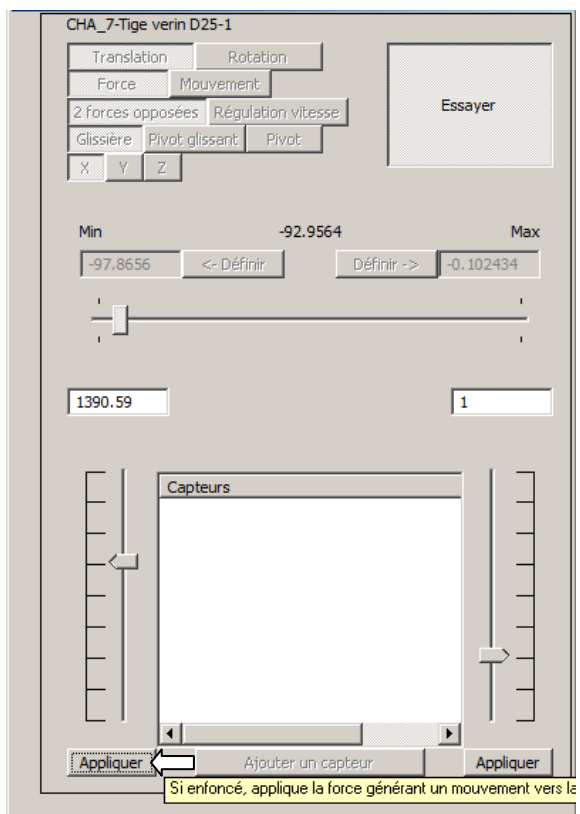 CHA_7-Tige verin D25-1
Translation Rotation
Force Mouvement
Essayer
2 forces opposées Régulation vitesse
Glissière Pivot glissant Pivot
X Y Z
Min -92.9564 Max
-97.8656 <- Définir Définir -> -0.102434
1390.59 1
Capteurs
Appliquer Ajouter un capteur Appliquer
Si enfoncé, applique la force générant un mouvement vers la